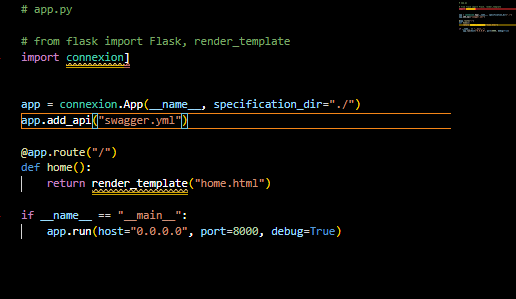 # app.py
# from flask import Flask, render_template
import connexion]
app = connexion.App(__name__, specification_dir="./")
app.add_api("swagger.yml")
@app.route("/")
def home():
return render_template("home.html")
if __name__ == "__main__":
app.run(host="0.0.0.0", port=8000, debug=True)